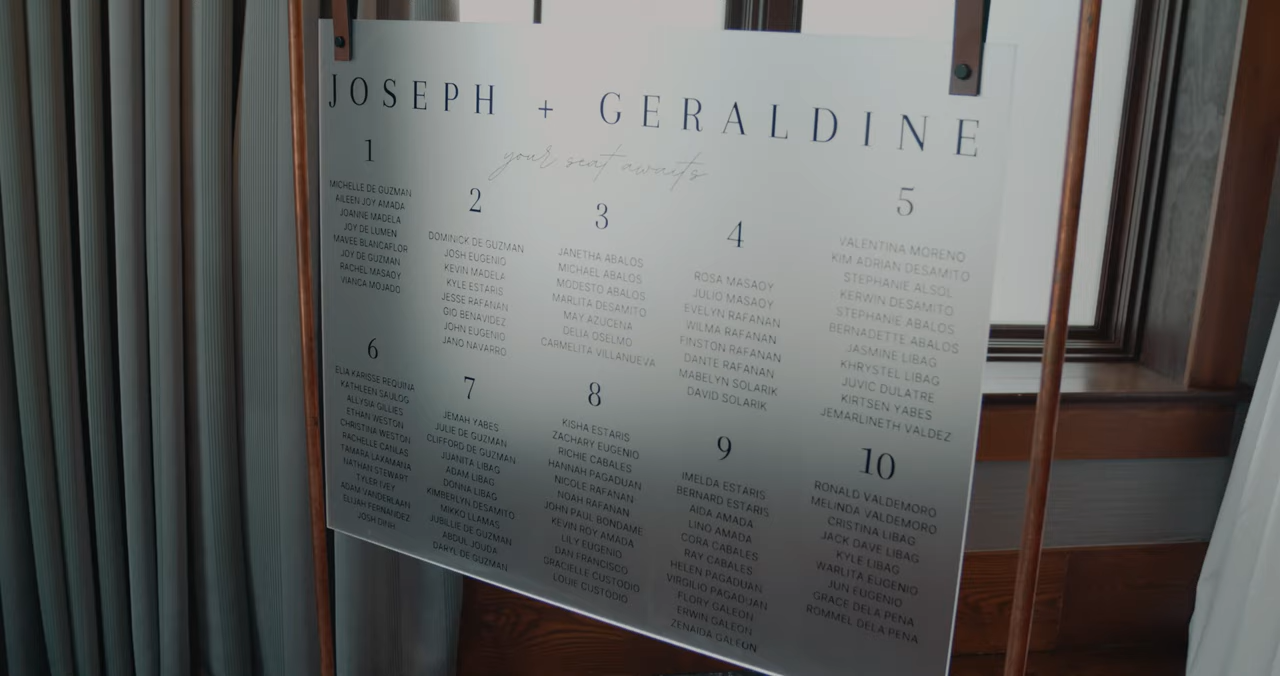 JOSEPH + GERALDINE
your seat awaits
1
MICHELLE DE GUZMAN
AILEEN JOY AMADA
JOANNE MADELA
JOY DE LUMEN
MAVEE BLANCAFLOR
JOY DE GUZMAN
RACHEL MASAOY
VIANCA MOJADO
2
DOMINICK DE GUZMAN
JOSH EUGENIO
KEVIN MADELA
KYLE ESTARIS
JESSE RAFANAN
GIO BENAVIDEZ
JOHN EUGENIO
JANO NAVARRO
3
JANETHA ABALOS
MICHAEL ABALOS
MODESTO ABALOS
MARLITA DESAMITO
MAY AZUCENA
DELIA OSELMO
CARMELITA VILLANUEVA
4
ROSA MASAOY
JULIO MASAOY
EVELYN RAFANAN
WILMA RAFANAN
FINSTON RAFANAN
DANTE RAFANAN
MABELYN SOLARIK
DAVID SOLARIK
5
VALENTINA MORENO
KIM ADRIAN DESAMITO
STEPHANIE ALSOL
KERWIN DESAMITO
STEPHANIE ABALOS
BERNADETTE ABALOS
JASMINE LIBAG
KHRYSTEL LIBAG
JUVIC DULATRE
KIRTSEN YABES
JEMARLINETH VALDEZ
6
ELIA KARISSE REQUINA
KATHLEEN SAULOG
ALLYSIA GILLIES
ETHAN WESTON
CHRISTINA WESTON
RACHELLE CANLAS
TAMARA LAXAMANA
NATHAN STEWART
TYLER IVEY
ADAM VANDERLAAN
ELIJAH FERNANDEZ
JOSH DINH
7
JEMAH YABES
JULIE DE GUZMAN
CLIFFORD DE GUZMAN
JUANITA LIBAG
ADAM LIBAG
DONNA LIBAG
KIMBERLYN DESAMITO
MIKKO LLAMAS
JUBILLIE DE GUZMAN
ABDUL JOUDA
DARYL DE GUZMAN
8
KISHA ESTARIS
ZACHARY EUGENIO
RICHIE CABALES
HANNAH PAGADUAN
NICOLE RAFANAN
NOAH RAFANAN
JOHN PAUL BONDAME
KEVIN ROY AMADA
LILY EUGENIO
DAN FRANCISCO
GRACIELLE CUSTODIO
LOUIE CUSTODIO
9
IMELDA ESTARIS
BERNARD ESTARIS
AIDA AMADA
LINO AMADA
CORA CABALES
RAY CABALES
HELEN PAGADUAN
VIRGILIO PAGADUAN
FLORY GALEON
ERWIN GALEON
ZENAIDA GALEON
10
RONALD VALDEMORO
MELINDA VALDEMORO
CRISTINA LIBAG
JACK DAVE LIBAG
KYLE LIBAG
WARLITA EUGENIO
JUN EUGENIO
GRACE DELA PENA
ROMMEL DELA PENA